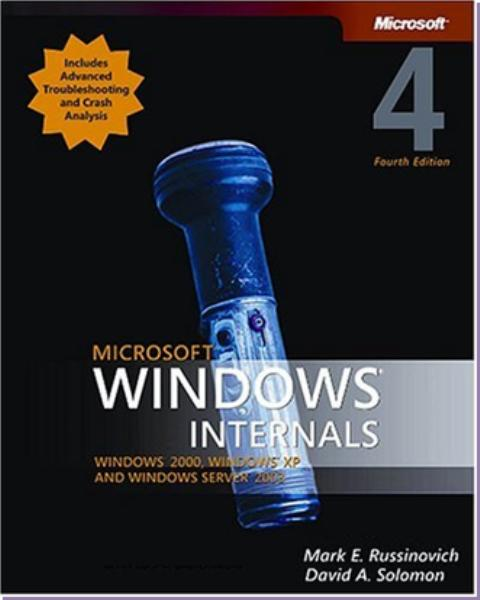 Microsoft
Includes
Advanced
Troubleshooting
and Crash
Analysis
4
Fourth Edition
MICROSOFT
WINDOWS®
INTERNALS
WINDOWS 2000, WINDOWS XP
AND WINDOWS SERVER 2003
Mark E. Russinovich
David A. Solomon